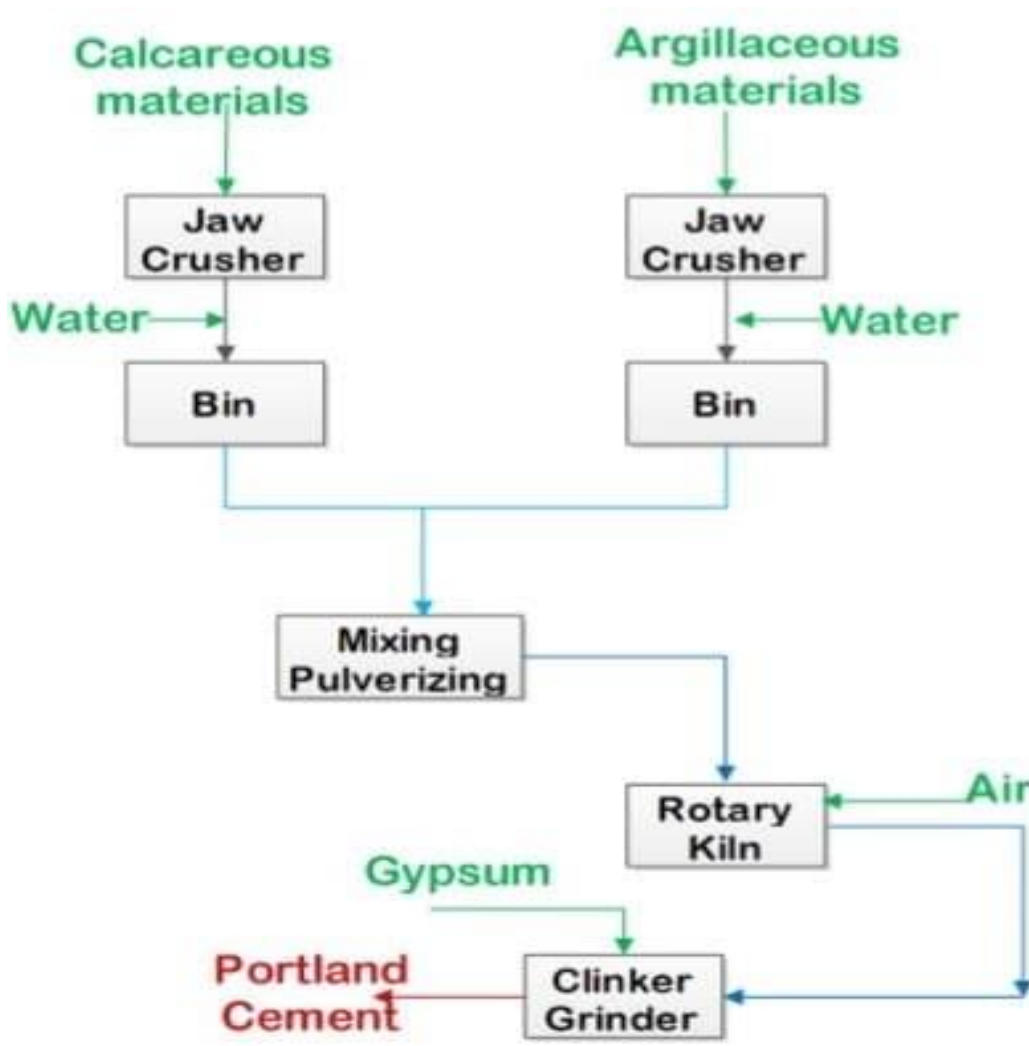 Calcareous
materials
Argillaceous
materials
Jaw
Crusher
Jaw
Crusher
Water
Water
Bin
Bin
Mixing
Pulverizing
Air
Rotary
Kiln
Gypsum
Portland
Cement
Clinker
Grinder